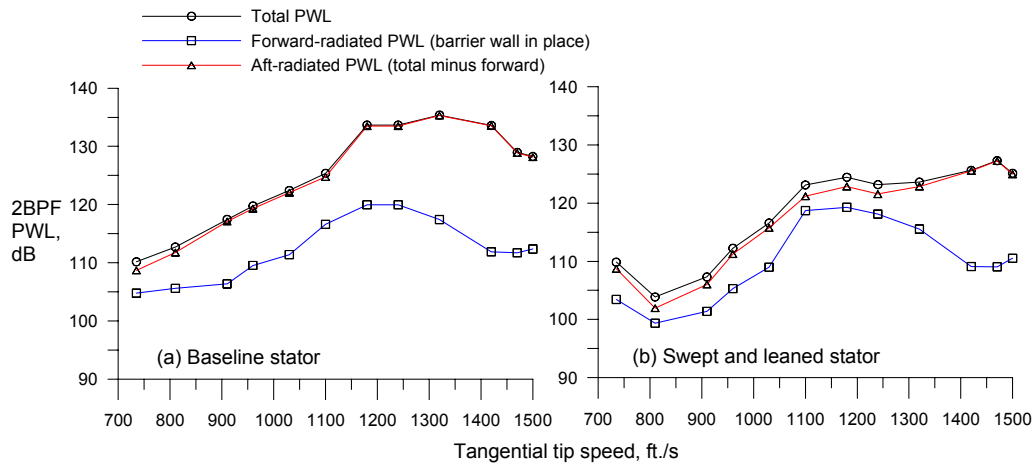 Total PWL
Forward-radiated PWL (barrier wall in place)
Aft-radiated PWL (total minus forward)
2BPF
PWL,
dB
140
130
120
110
100
90
(a) Baseline stator
700 800 900 1000 1100 1200 1300 1400 1500
140
130
120
110
100
90
(b) Swept and leaned stator
700 800 900 1000 1100 1200 1300 1400 1500
Tangential tip speed, ft./s